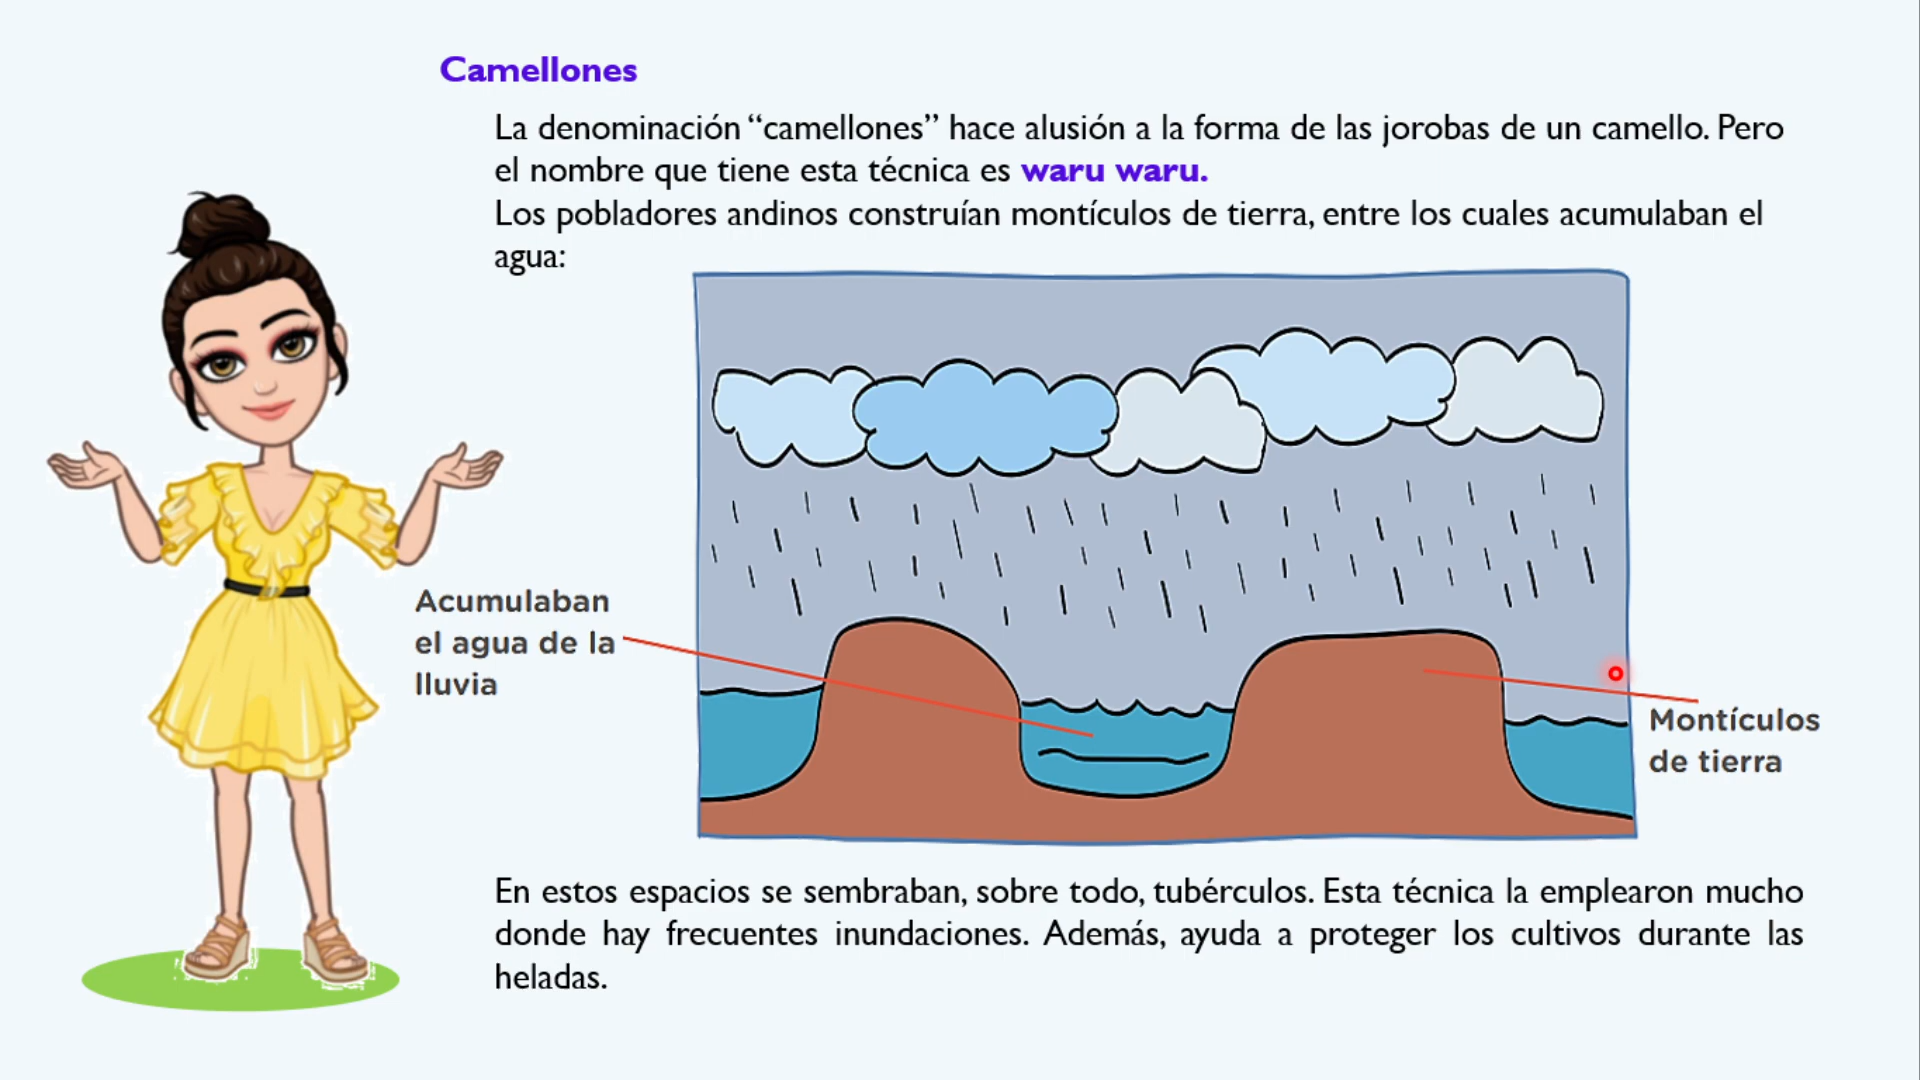 Camellones
La denominación “camellones” hace alusión a la forma de las jorobas de un camello. Pero
el nombre que tiene esta técnica es waru waru.
Los pobladores andinos construían montículos de tierra, entre los cuales acumulaban el
agua:
Acumulaban
el agua de la
lluvia
Montículos
de tierra
En estos espacios se sembraban, sobre todo, tubérculos. Esta técnica la emplearon mucho
donde hay frecuentes inundaciones. Además, ayuda a proteger los cultivos durante las
heladas.